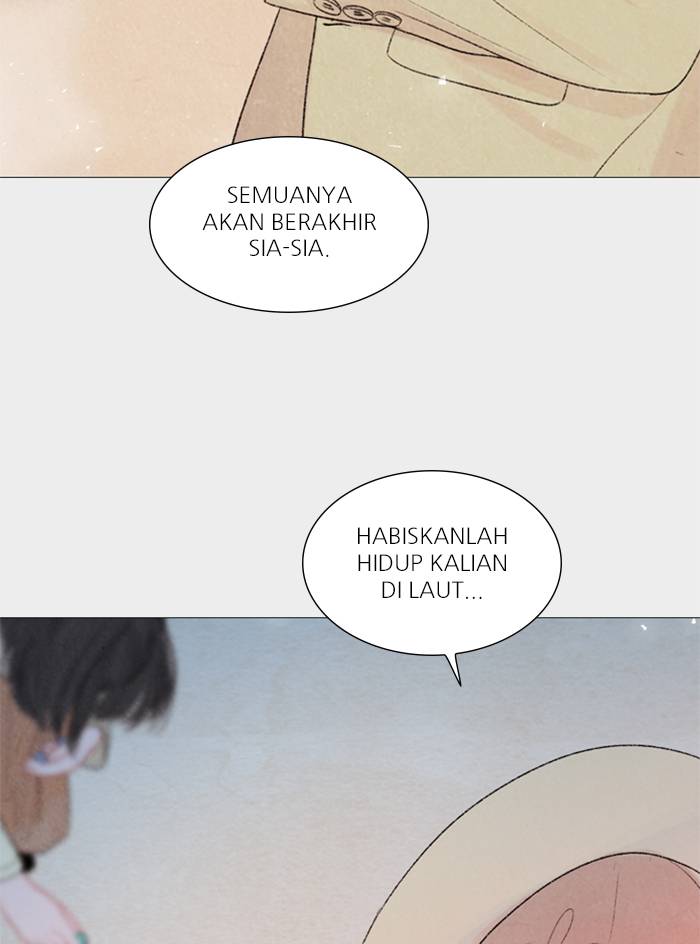 SEMUANYA
AKAN BERAKHIR
SIA-SIA.
HABISKANLAH
HIDUP KALIAN
DI LAUT...